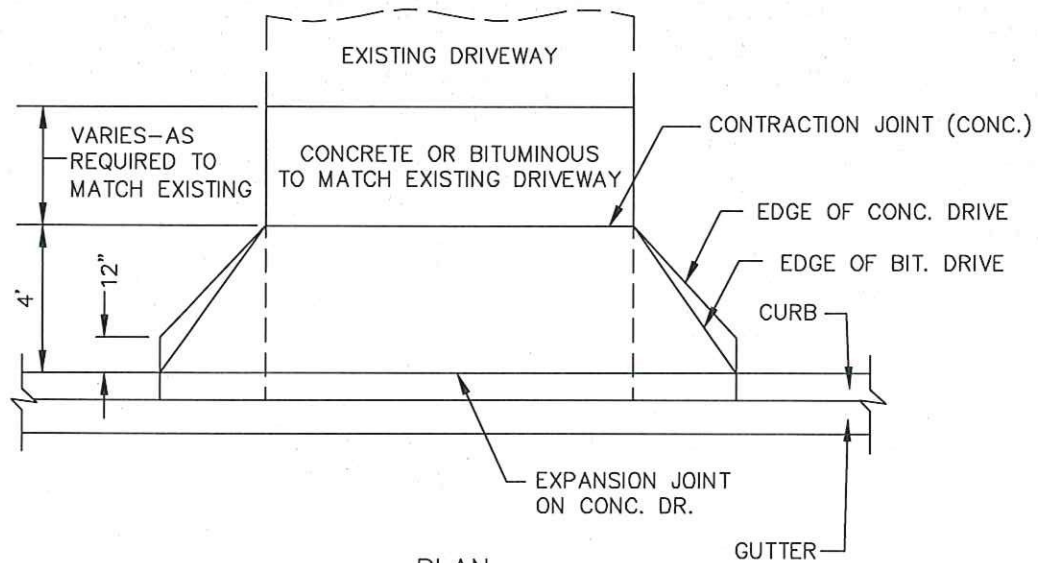 EXISTING DRIVEWAY
VARIES-AS
REQUIRED TO
MATCH EXISTING
CONCRETE OR BITUMINOUS
TO MATCH EXISTING DRIVEWAY
CONTRACTION JOINT (CONC.)
EDGE OF CONC. DRIVE
EDGE OF BIT. DRIVE
4'
12"
CURB
EXPANSION JOINT
ON CONC. DR.
GUTTER
PLAN